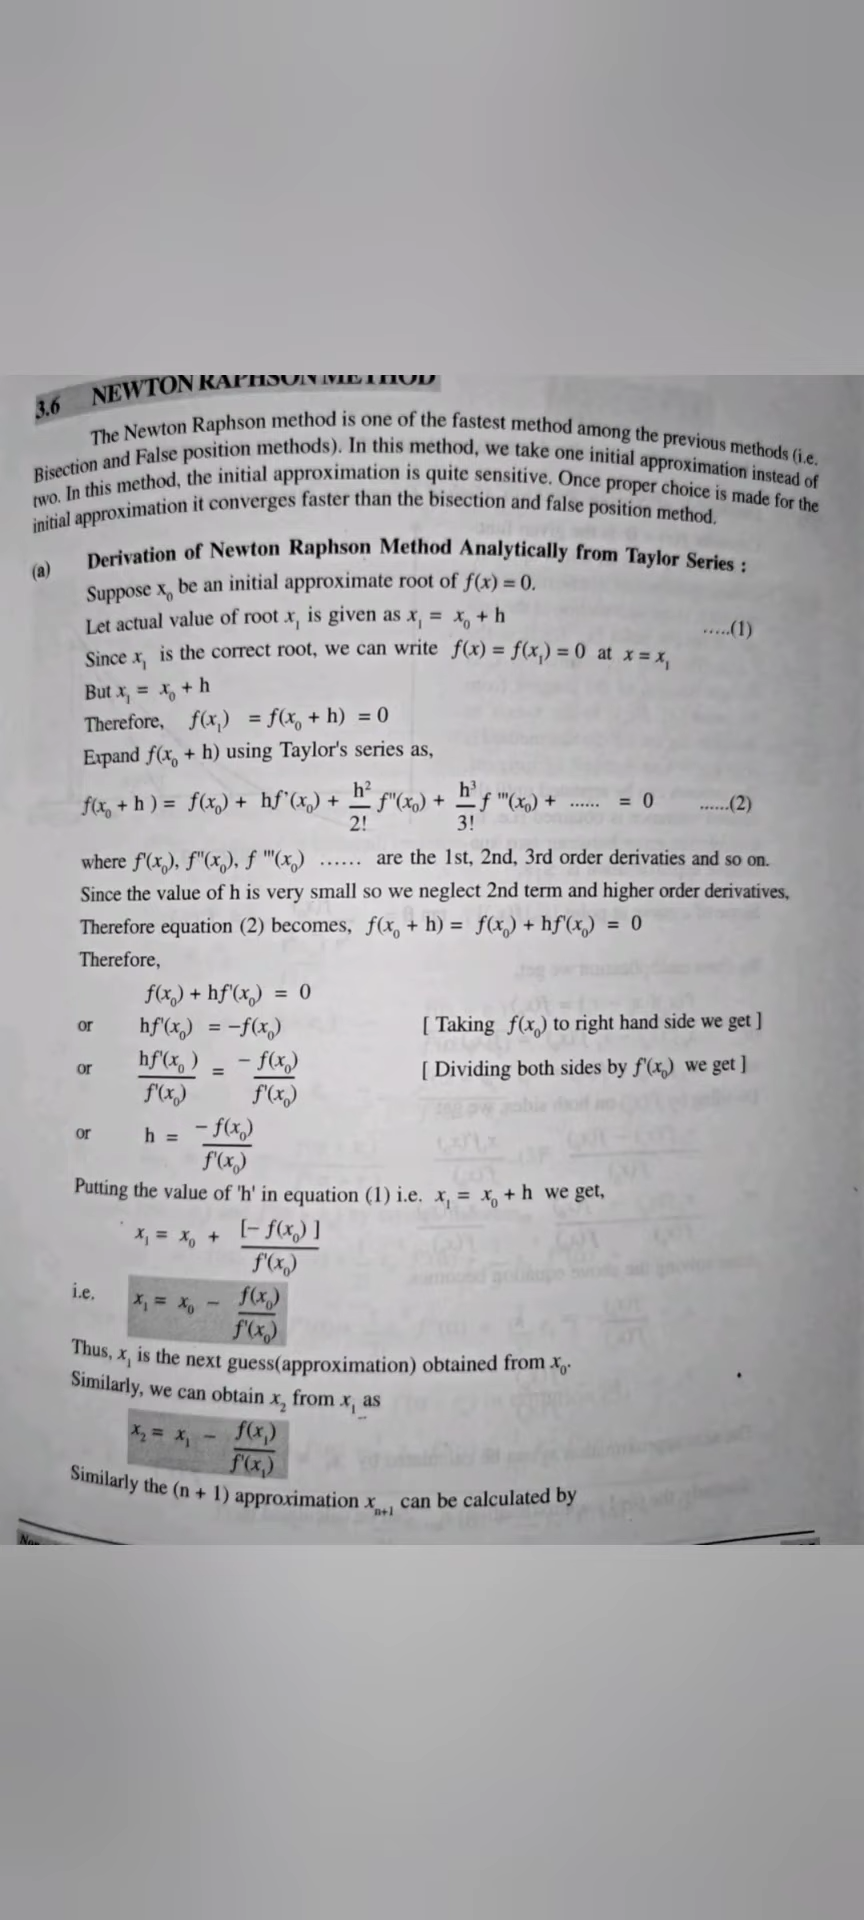 3.6 NEWTON RAPHSON METHOD
The Newton Raphson method is one of the fastest method among the previous methods (i.e.
Bisection and False position methods). In this method, we take one initial approximation instead of
two. In this method, the initial approximation is quite sensitive. Once proper choice is made for the
initial approximation it converges faster than the bisection and false position method.
(a) Derivation of Newton Raphson Method Analytically from Taylor Series :
Suppose x₀ be an initial approximate root of f(x) = 0.
Let actual value of root x₁ is given as x₁ = x₀ + h .....(1)
Since x₁ is the correct root, we can write f(x) = f(x₁) = 0 at x = x₁
But x₁ = x₀ + h
Therefore, f(x₁) = f(x₀ + h) = 0
Expand f(x₀ + h) using Taylor's series as,
f(x₀ + h ) = f(x₀) + hf'(x₀) + h²/2! f"(x₀) + h³/3! f "'(x₀) + ...... = 0 ......(2)
where f'(x₀), f"(x₀), f "'(x₀) ...... are the 1st, 2nd, 3rd order derivaties and so on.
Since the value of h is very small so we neglect 2nd term and higher order derivatives,
Therefore equation (2) becomes, f(x₀ + h) = f(x₀) + hf'(x₀) = 0
Therefore,
f(x₀) + hf'(x₀) = 0
or hf'(x₀) = –f(x₀) [ Taking f(x₀) to right hand side we get ]
or hf'(x₀ )/f'(x₀) = – f(x₀)/f'(x₀) [ Dividing both sides by f'(x₀) we get ]
or h = – f(x₀)/f'(x₀)
Putting the value of 'h' in equation (1) i.e. x₁ = x₀ + h we get,
x₁ = x₀ + [– f(x₀) ]/f'(x₀)
i.e. x₁ = x₀ – f(x₀)/f'(x₀)
Thus, x₁ is the next guess(approximation) obtained from x₀.
Similarly, we can obtain x₂ from x₁ as
x₂ = x₁ – f(x₁)/f'(x₁)
Similarly the (n + 1) approximation xₙ₊₁ can be calculated by